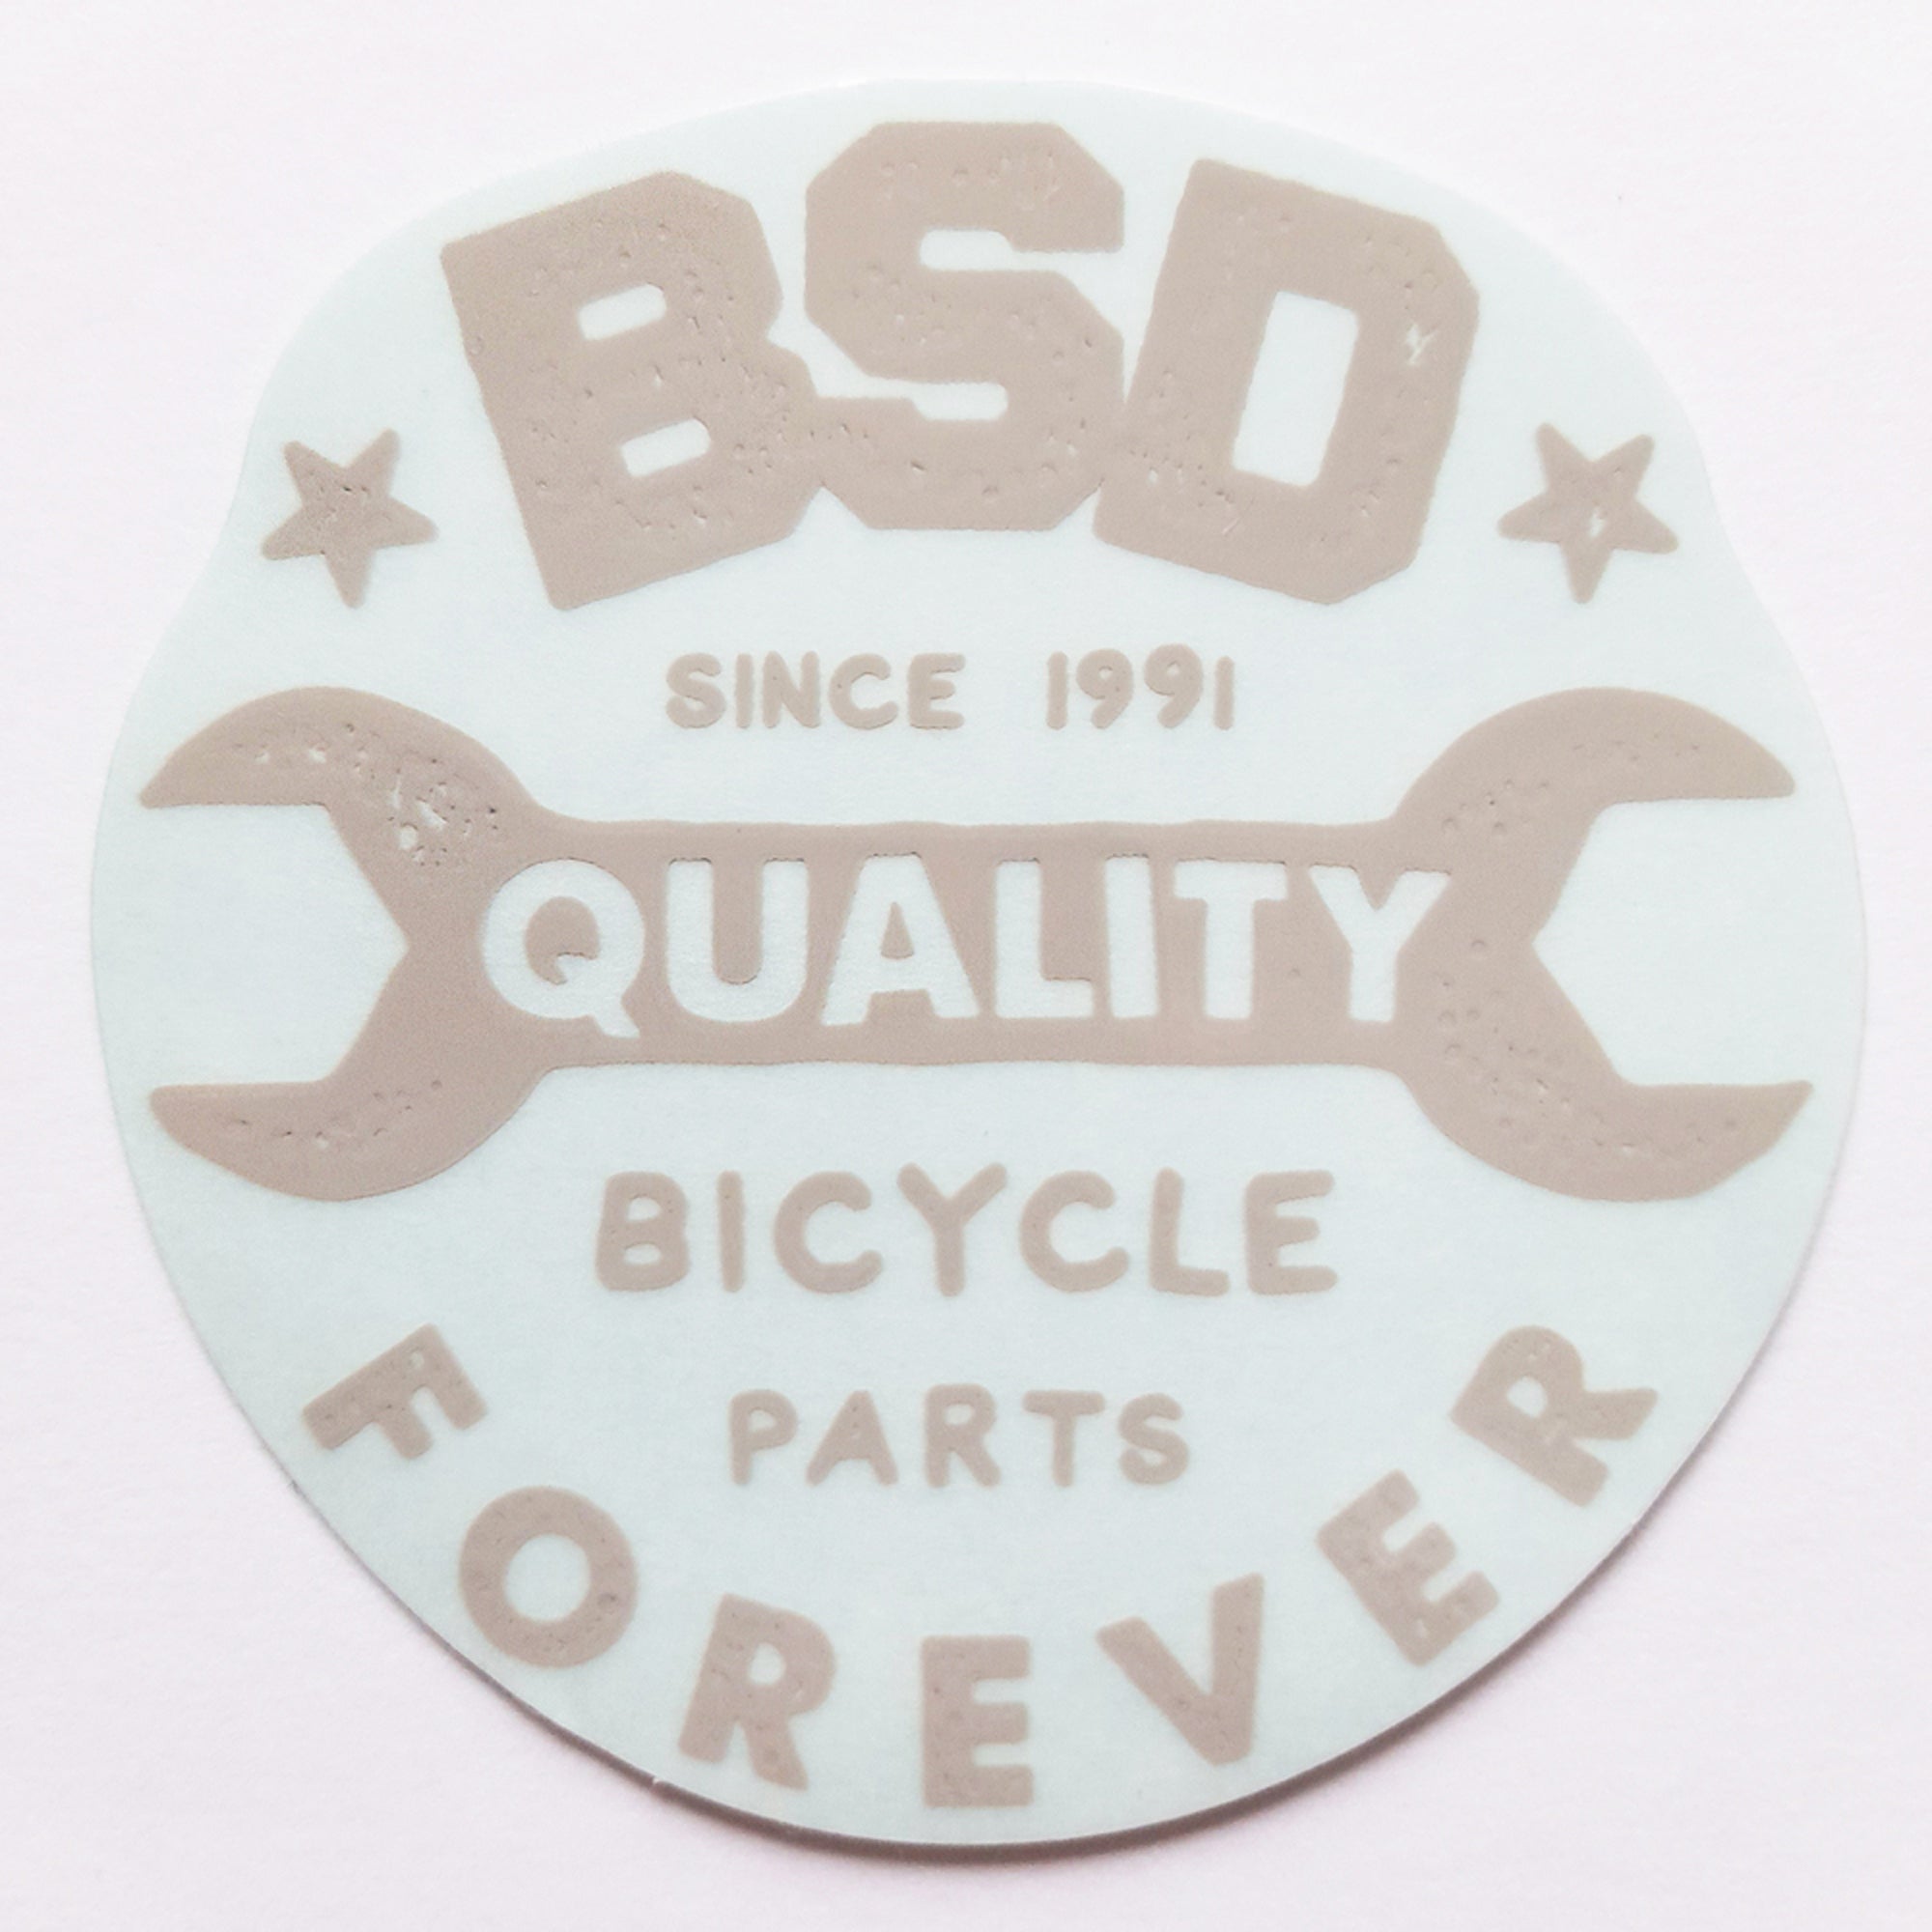 BSD
SINCE 1991
QUALITY
BICYCLE
PARTS
FOREVER